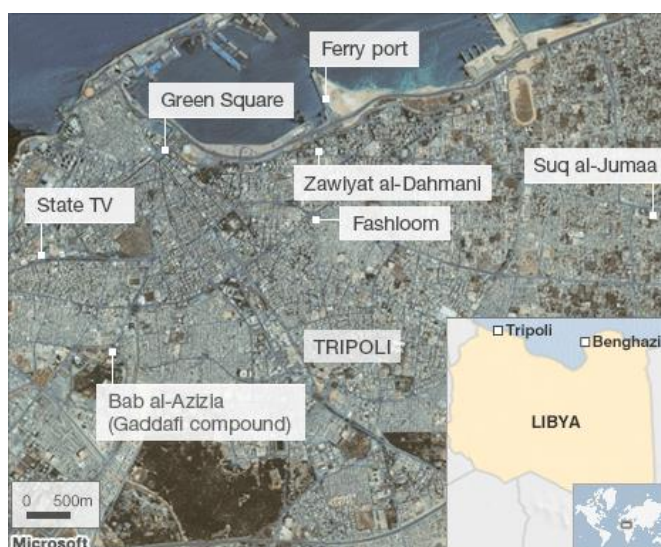 Ferry port
Green Square
Zawiyat al-Dahmani
Suq al-Jumaa
State TV
Fashloom
TRIPOLI
Tripoli
Benghazi
Bab al-Azizia
(Gaddafi compound)
LIBYA
0 500m
Microsoft